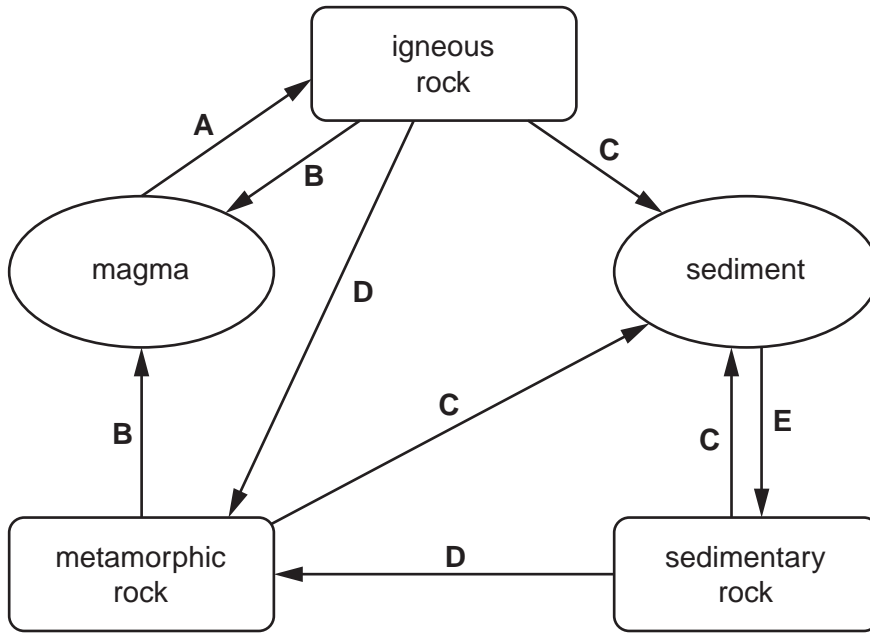 igneous
rock
A
B
C
magma
sediment
D
C
B
C
E
metamorphic
rock
D
sedimentary
rock